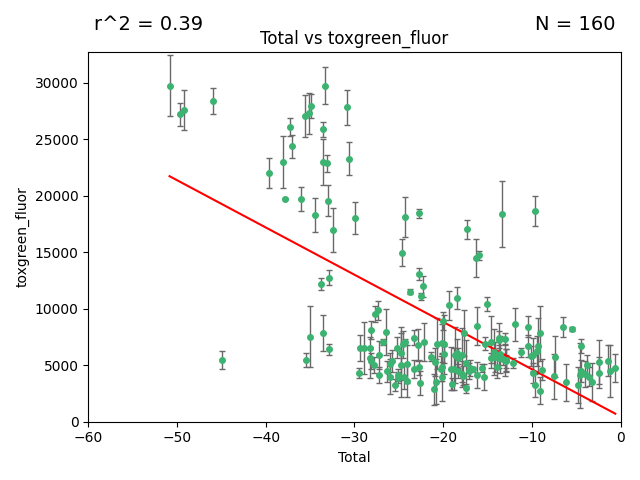 r^2 = 0.39
N = 160
Total vs toxgreen_fluor
30000
25000
20000
15000
10000
5000
0
toxgreen_fluor
−60
−50
−40
−30
−20
−10
0
Total